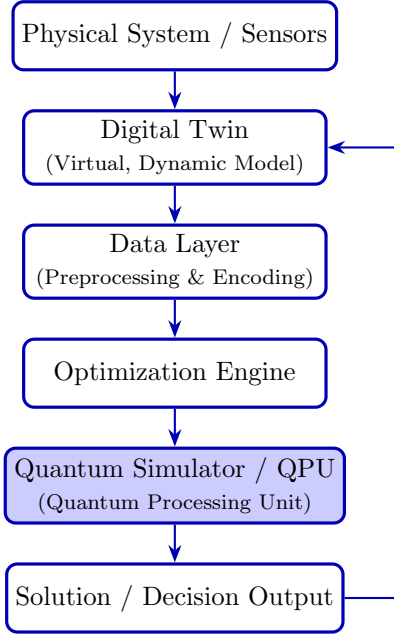 Physical System / Sensors
Digital Twin
(Virtual, Dynamic Model)
Data Layer
(Preprocessing & Encoding)
Optimization Engine
Quantum Simulator / QPU
(Quantum Processing Unit)
Solution / Decision Output